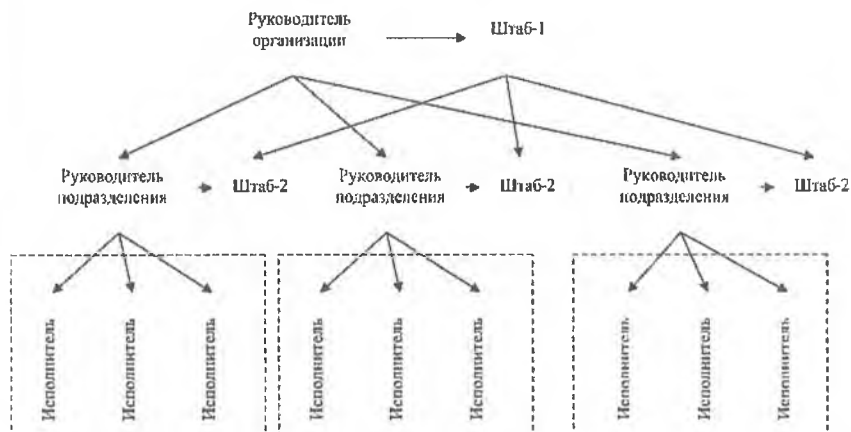 Руководитель
организации
Штаб-1
Руководитель
подразделения
Штаб-2
Руководитель
подразделения
Штаб-2
Руководитель
подразделения
Штаб-2
Исполнитель
Исполнитель
Исполнитель
Исполнитель
Исполнитель
Исполнитель
Исполнитель
Исполнитель
Исполнитель